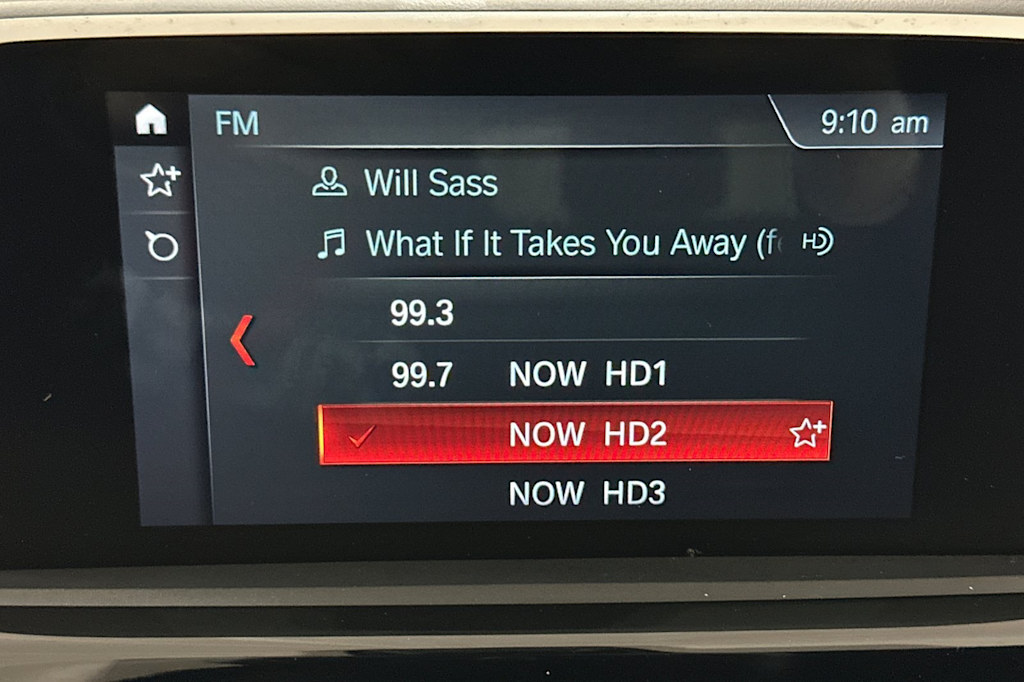 FM 9:10 am
Will Sass
What If It Takes You Away (f
99.3
99.7 NOW HD1
NOW HD2
NOW HD3